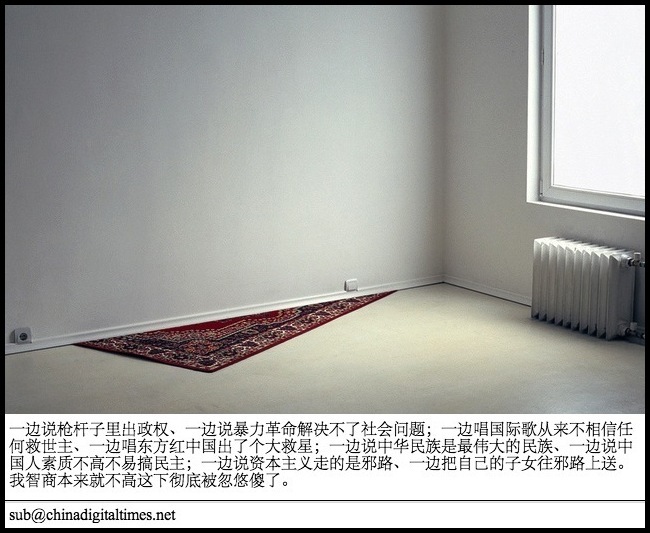 一边说枪杆子里出政权、一边说暴力革命解决不了社会问题；一边唱国际歌从来不相信任
何救世主、一边唱东方红中国出了个大救星；一边说中华民族是最伟大的民族、一边说中
国人素质不高不易搞民主；一边说资本主义走的是邪路、一边把自己的子女往邪路上送。
我智商本来就不高这下彻底被忽悠傻了。
sub@chinadigitaltimes.net